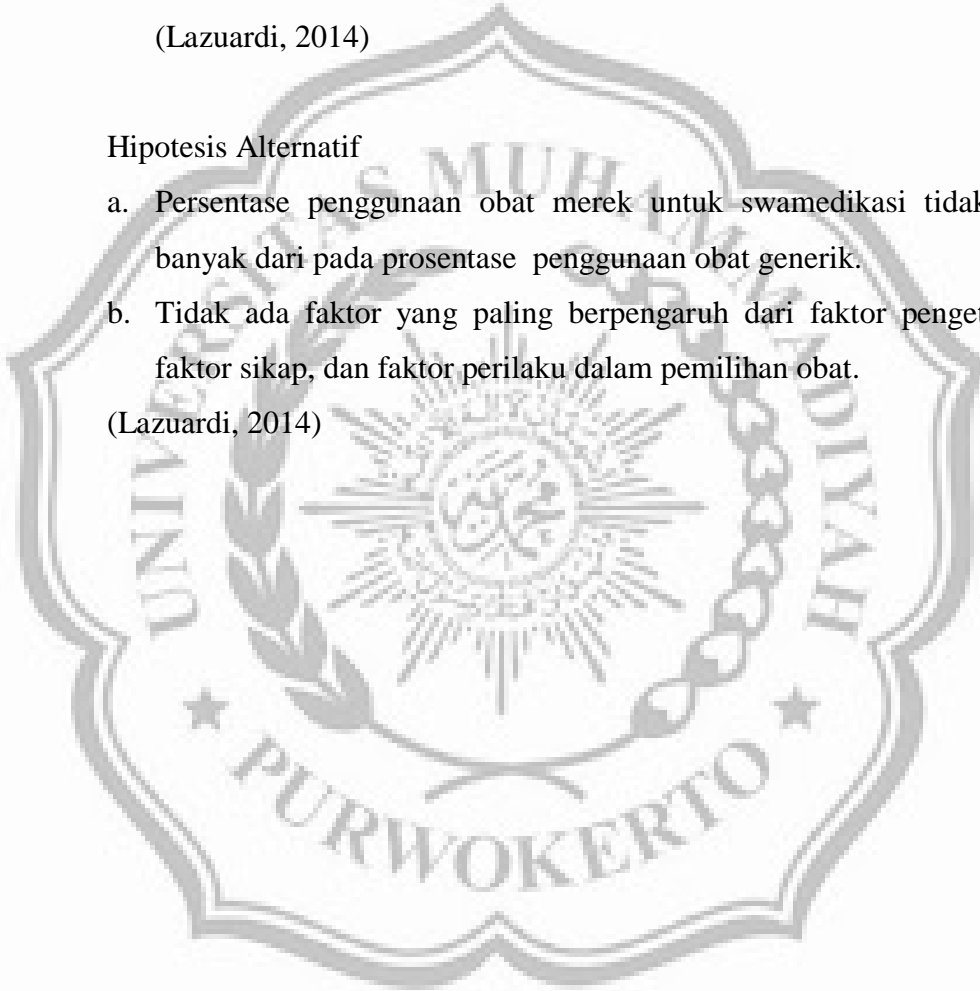 (Lazuardi, 2014)
Hipotesis Alternatif
a. Persentase penggunaan obat merek untuk swamedikasi tidak
banyak dari pada prosentase penggunaan obat generik.
b. Tidak ada faktor yang paling berpengaruh dari faktor penget
faktor sikap, dan faktor perilaku dalam pemilihan obat.
(Lazuardi, 2014)
UNIVERSITAS MUHAMMADIYAH
PURWOKERTO